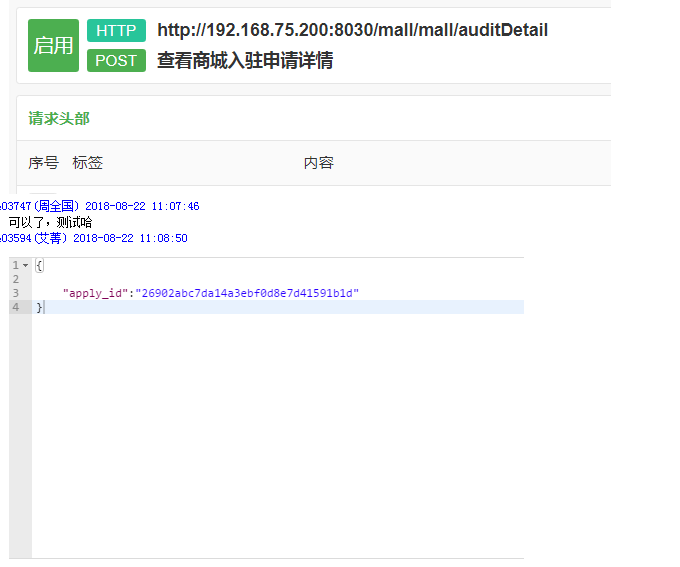 启用 HTTP http://192.168.75.200:8030/mall/mall/auditDetail
POST 查看商城入驻申请详情
请求头部
序号 标签 内容
03747(周全国) 2018-08-22 11:07:46
可以了，测试哈
03594(艾菁) 2018-08-22 11:08:50
1 {
2
3 "apply_id":"26902abc7da14a3ebf0d8e7d41591b1d"
4 }